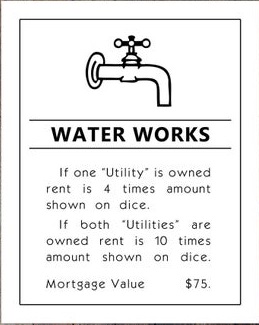 WATER WORKS
If one "Utility" is owned
rent is 4 times amount
shown on dice.
If both "Utilities" are
owned rent is 10 times
amount shown on dice.
Mortgage Value $75.